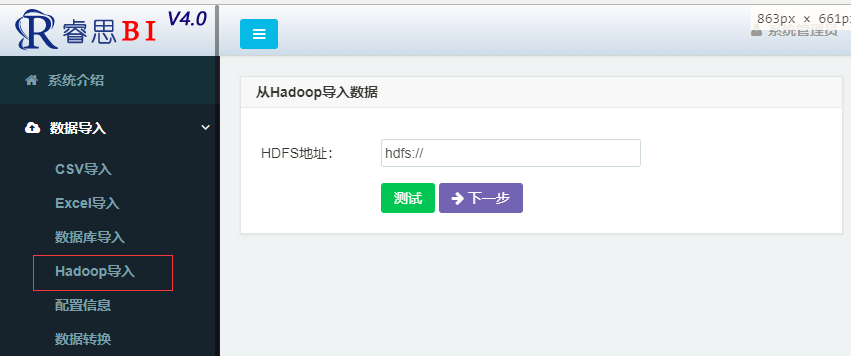 睿思BI V4.0
863px × 661p
系统管理员
系统介绍
数据导入
CSV导入
Excel导入
数据库导入
Hadoop导入
配置信息
数据转换
从Hadoop导入数据
HDFS地址：
hdfs://
测试
下一步